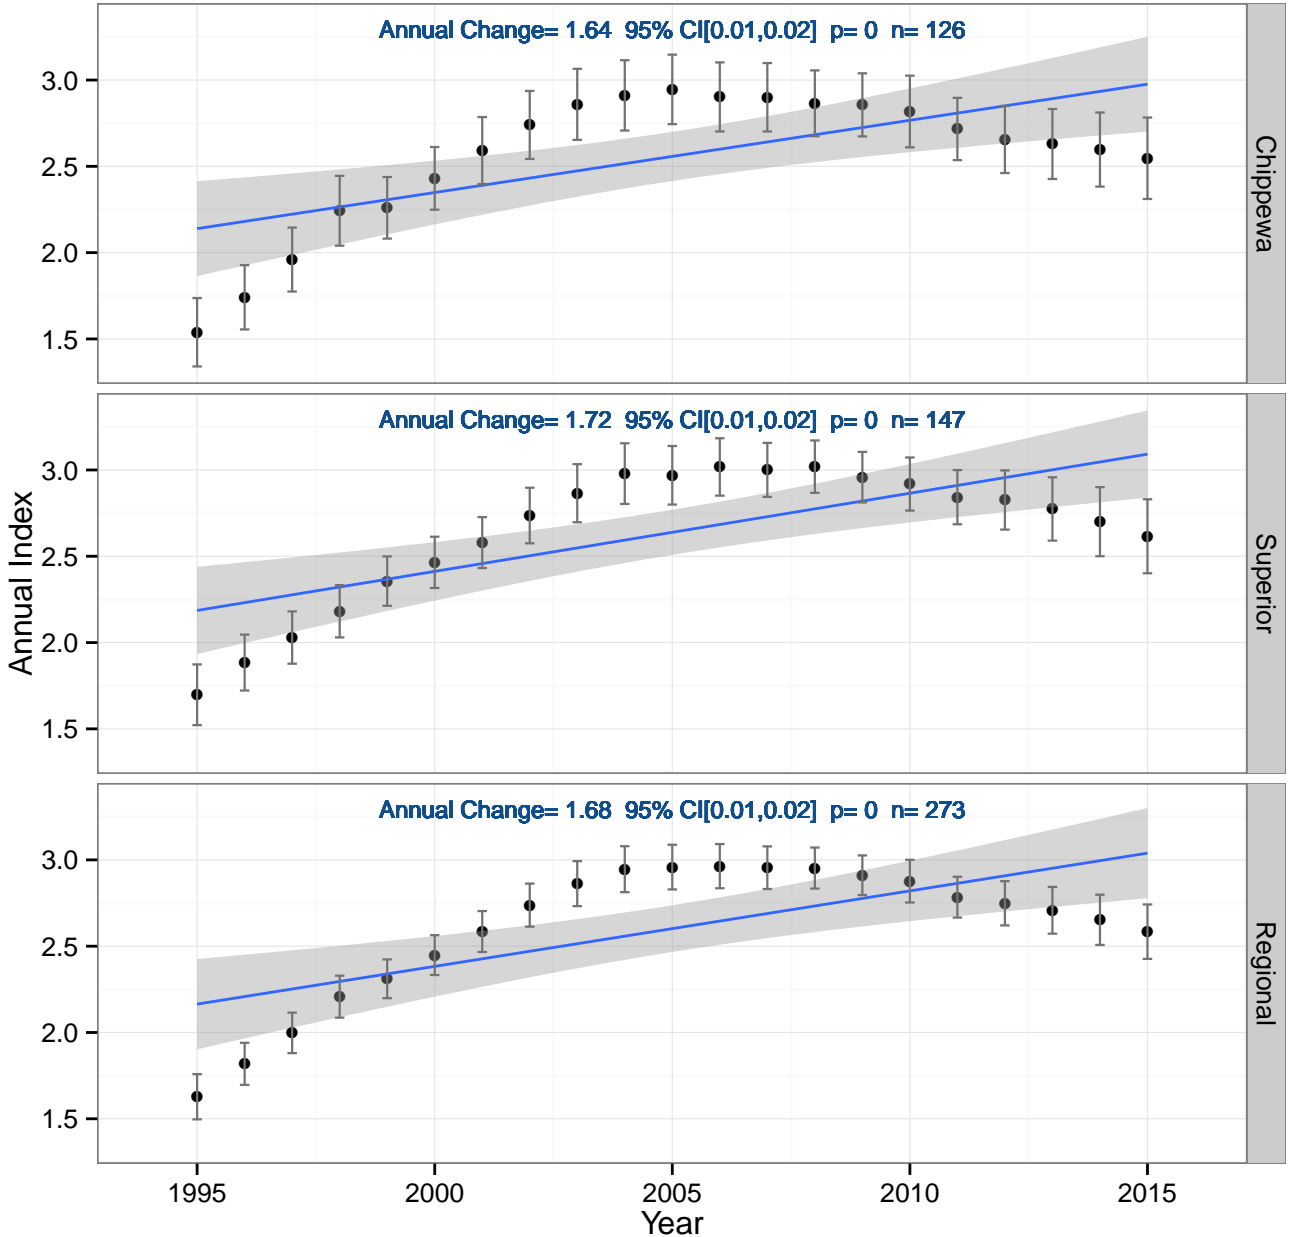 Annual Change= 1.64 95% CI[0.01,0.02] p= 0 n= 126
3.0
2.5
2.0
1.5
Chippewa
Annual Change= 1.72 95% CI[0.01,0.02] p= 0 n= 147
3.0
2.5
2.0
1.5
Superior
Annual Index
Annual Change= 1.68 95% CI[0.01,0.02] p= 0 n= 273
3.0
2.5
2.0
1.5
Regional
1995 2000 2005 2010 2015
Year